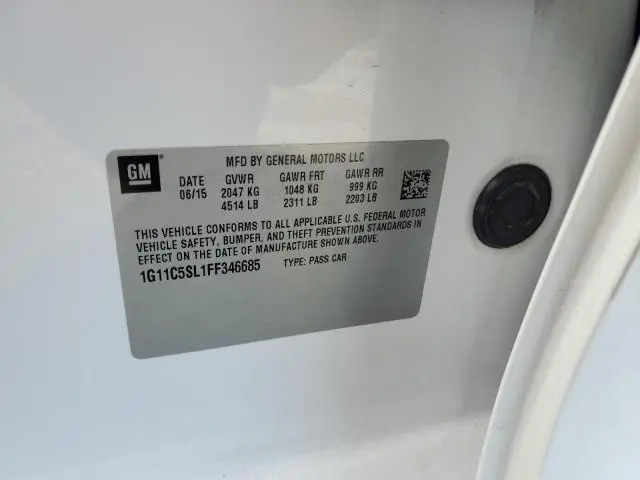 GM
MFD BY GENERAL MOTORS LLC
DATE GVWR GAWR FRT GAWR RR
06/15 2047 KG 1048 KG 999 KG
4514 LB 2311 LB 2203 LB
THIS VEHICLE CONFORMS TO ALL APPLICABLE U.S. FEDERAL MOTOR
VEHICLE SAFETY, BUMPER, AND THEFT PREVENTION STANDARDS IN
EFFECT ON THE DATE OF MANUFACTURE SHOWN ABOVE.
1G11C5SL1FF346685 TYPE: PASS CAR